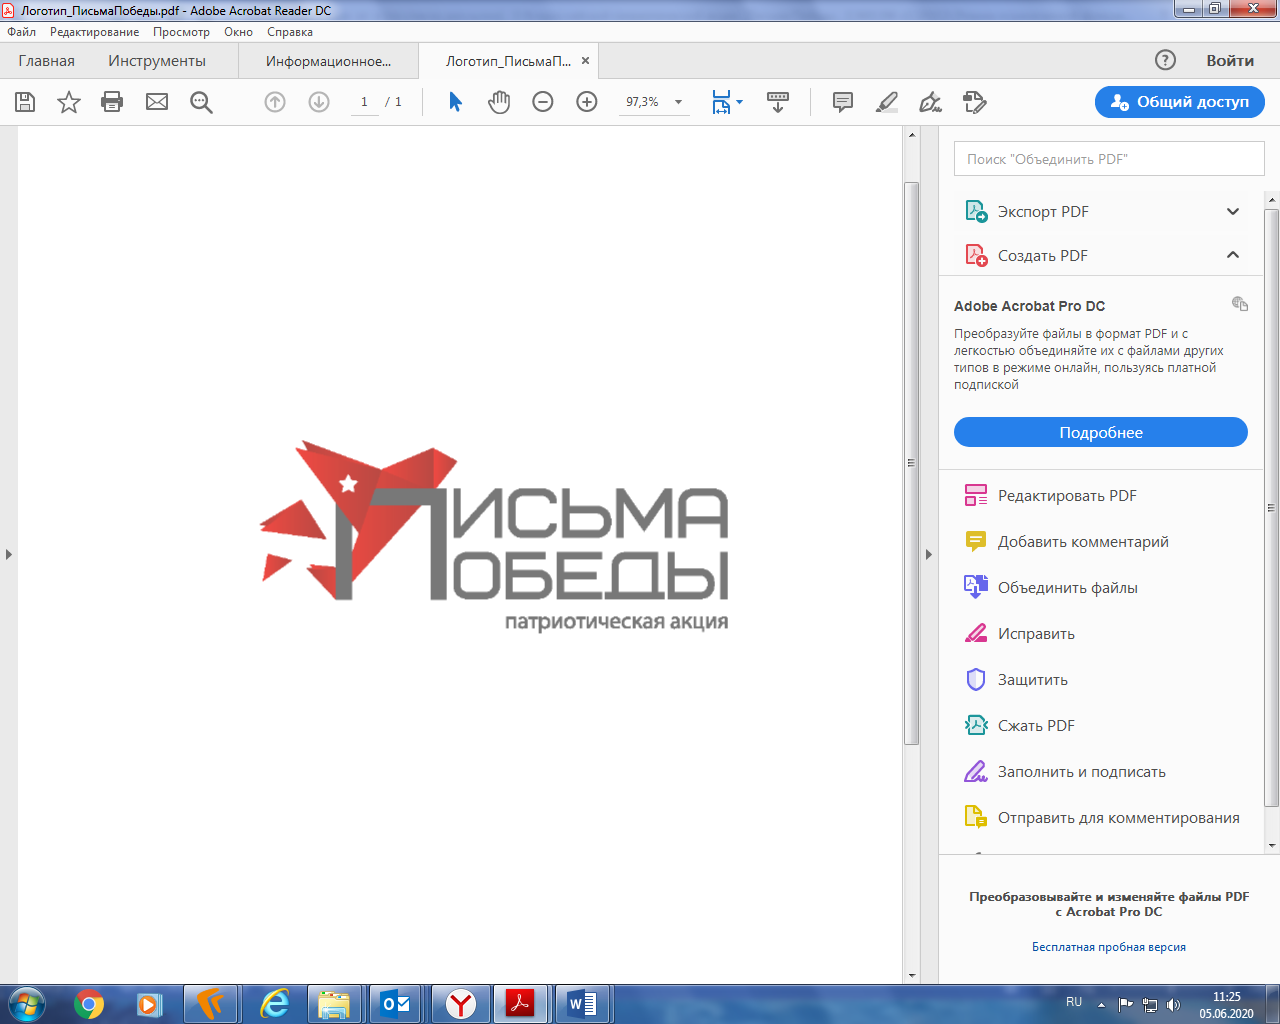 Логотип_ПисьмаПобеды.pdf - Adobe Acrobat Reader DC
Файл Редактирование Просмотр Окно Справка
Главная Инструменты Информационное... Логотип_ПисьмаП... Войти
1 / 1 97,3% Общий доступ
Поиск "Объединить PDF"
Экспорт PDF
Создать PDF
Adobe Acrobat Pro DC
Преобразуйте файлы в формат PDF и с
легкостью объединяйте их с файлами других
типов в режиме онлайн, пользуясь платной
подпиской
Подробнее
Редактировать PDF
Добавить комментарий
Объединить файлы
Исправить
Защитить
Сжать PDF
Заполнить и подписать
Отправить для комментирования
Преобразовывайте и изменяйте файлы PDF
с Acrobat Pro DC
Бесплатная пробная версия
ПИСЬМА
ПОБЕДЫ
патриотическая акция
RU 11:25
05.06.2020